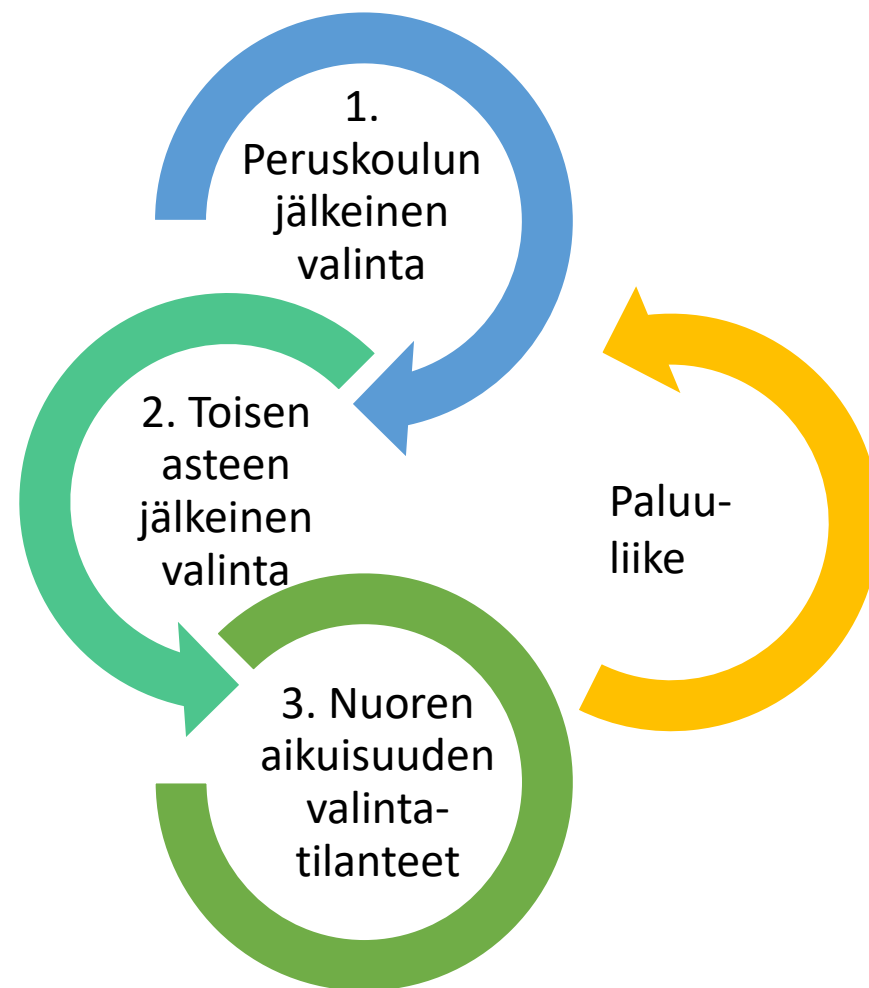 1.
Peruskoulun
jälkeinen
valinta
2. Toisen
asteen
jälkeinen
valinta
Paluu-
liike
3. Nuoren
aikuisuuden
valinta-
tilanteet